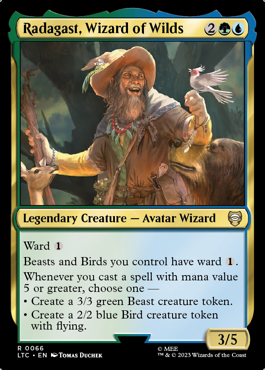 Radagast, Wizard of Wilds 2
Legendary Creature — Avatar Wizard
Ward 1
Beasts and Birds you control have ward 1.
Whenever you cast a spell with mana value
5 or greater, choose one —
• Create a 3/3 green Beast creature token.
• Create a 2/2 blue Bird creature token
with flying.
3/5
R 0066
LTC • EN Tomas Duchek
© MEE
™ & © 2023 Wizards of the Coast